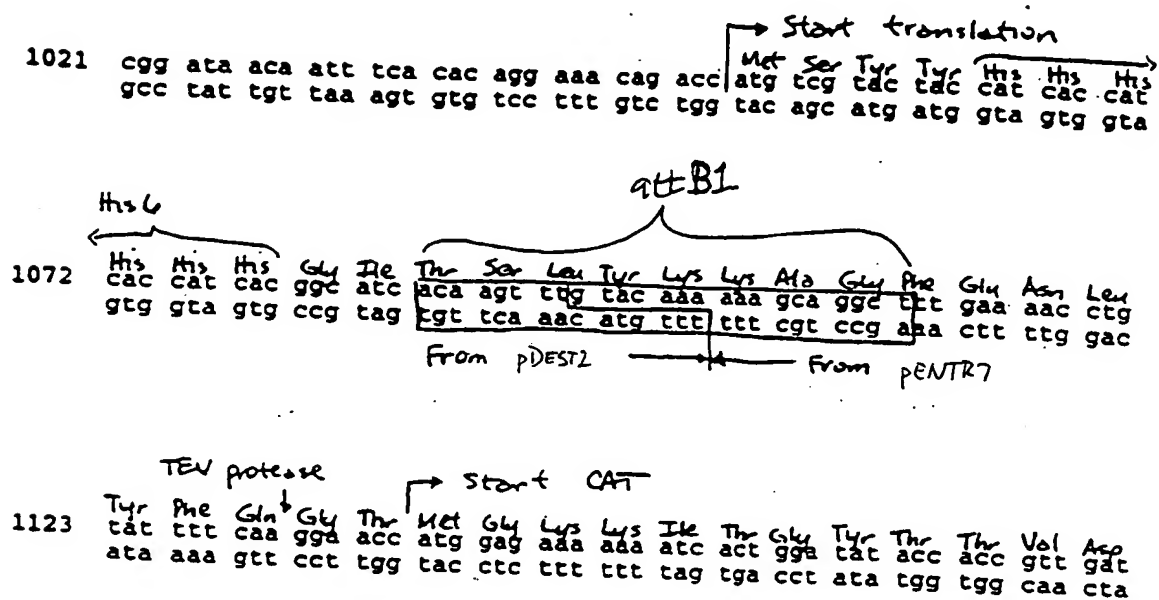 Start translation
Met Ser Tyr Tyr His His His
1021 cgg ata aca att tca cac agg aaa cag acc atg tcg tac tac cat cac cat
gcc tat tgt taa agt gtg tcc ttt gtc tgg tac agc atg atg gta gtg gta
attB1
His6
His His His Gly Ile Thr Ser Leu Tyr Lys Lys Ala Gly Phe Glu Asn Leu
1072 cac cat cac ggc atc aca agt ttg tac aaa aaa gca ggc ttt gaa aac ctg
gtg gta gtg ccg tag tgt tca aac atg ttt ttt cgt ccg aaa ctt ttg gac
From pDEST2 From pENTR7
TEV protease
Start CAT
Tyr Phe Gln Gly Thr Met Gly Lys Lys Ile Thr Gly Tyr Thr Thr Val Asp
1123 tat ttt caa gga acc atg gag aaa aaa atc act gga tat acc acc gtt gat
ata aaa gtt cct tgg tac ctc ttt ttt tag tga cct ata tgg tgg caa cta